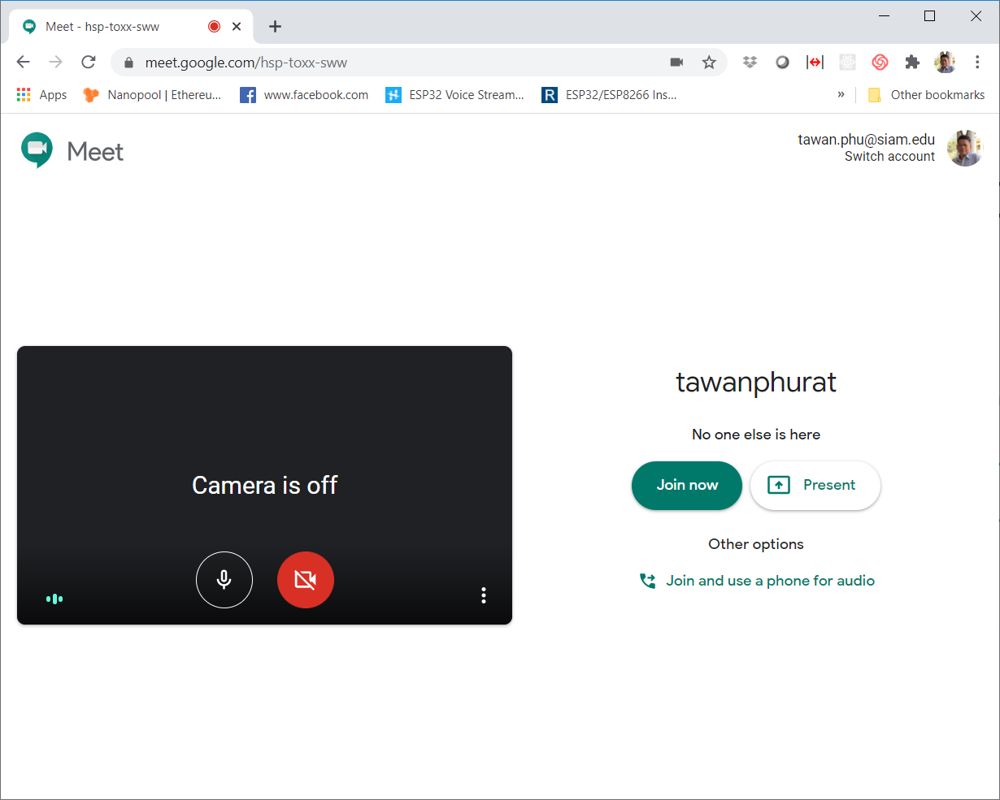 Meet - hsp-toxx-sww
meet.google.com/hsp-toxx-sww
Apps
Nanopool | Ethereu...
www.facebook.com
ESP32 Voice Stream...
R
ESP32/ESP8266 Ins...
»
Other bookmarks
Meet
tawan.phu@siam.edu
Switch account
Camera is off
tawanphurat
No one else is here
Join now
Present
Other options
Join and use a phone for audio